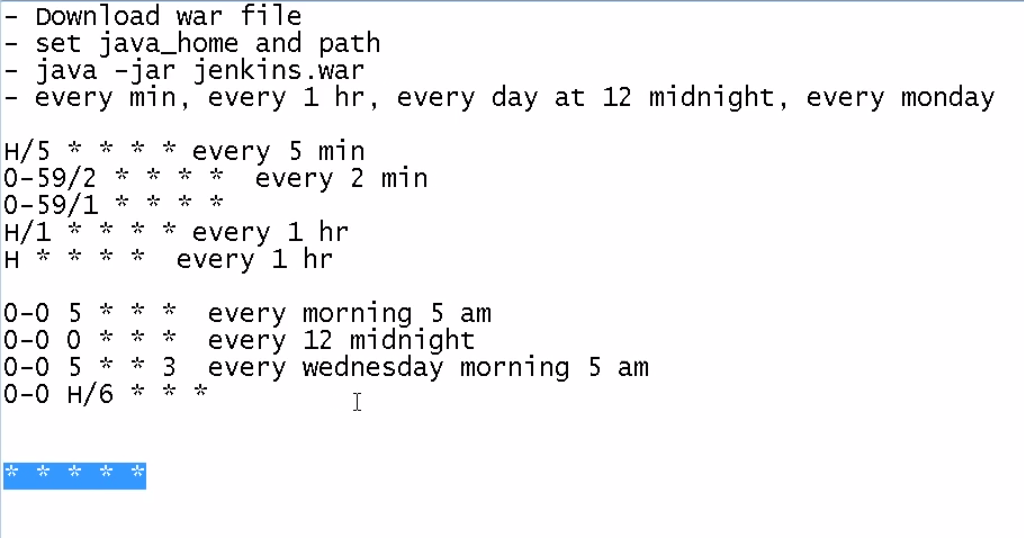 - Download war file
- set java_home and path
- java -jar jenkins.war
- every min, every 1 hr, every day at 12 midnight, every monday
H/5 * * * * every 5 min
0-59/2 * * * *  every 2 min
0-59/1 * * * *
H/1 * * * * every 1 hr
H * * * *  every 1 hr
0-0 5 * * *  every morning 5 am
0-0 0 * * *  every 12 midnight
0-0 5 * * 3  every wednesday morning 5 am
0-0 H/6 * * *
* * * * *